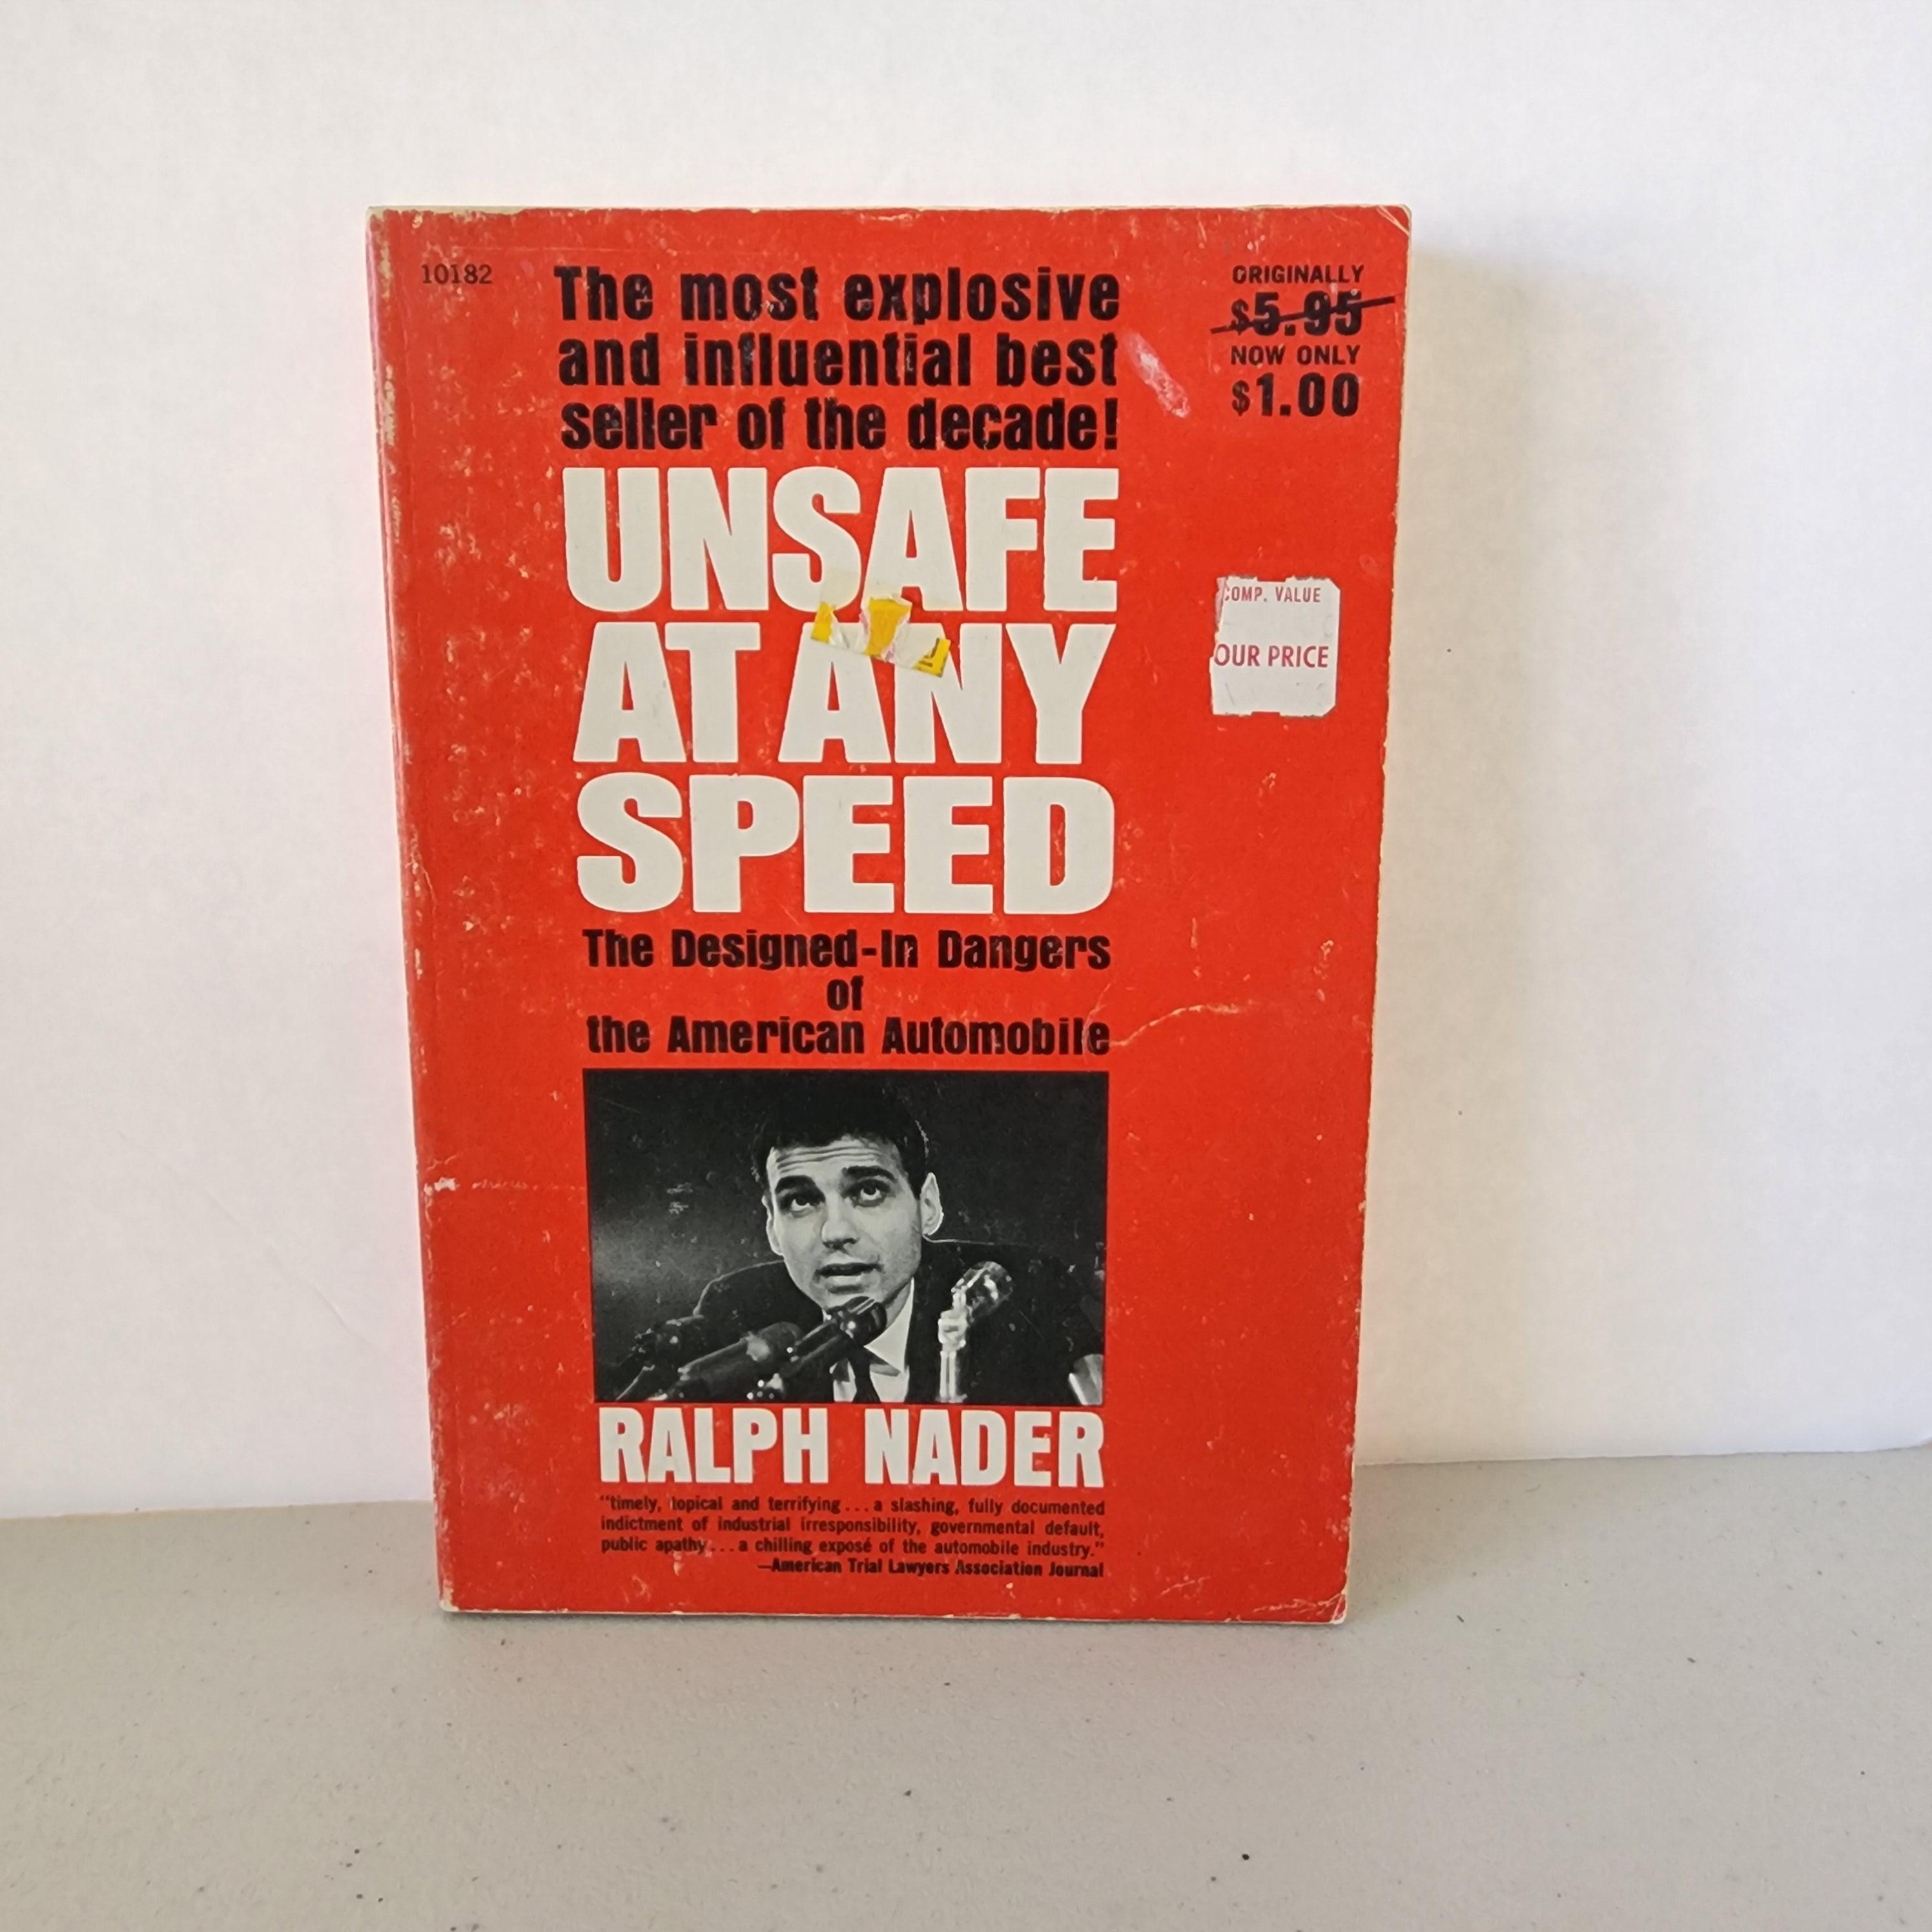 10182
The most explosive
and influential best
seller of the decade!
ORIGINALLY
$5.95
NOW ONLY
$1.00
UNSAFE
AT ANY
SPEED
COMP. VALUE
OUR PRICE
The Designed-In Dangers
of
the American Automobile
RALPH NADER
"timely, topical and terrifying...a slashing, fully documented
indictment of industrial irresponsibility, governmental default,
public apathy...a chilling exposé of the automobile industry."
—American Trial Lawyers Association Journal